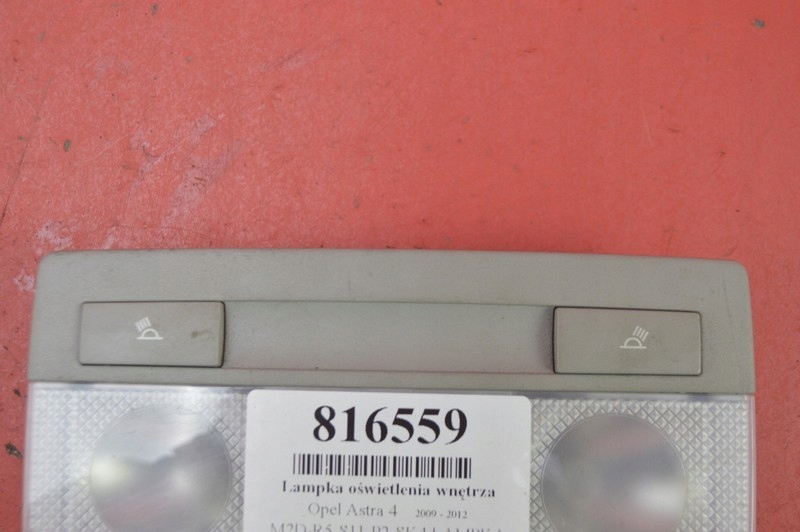 816559
Lampka oświetlenia wnętrza
Opel Astra 4 2009 - 2012